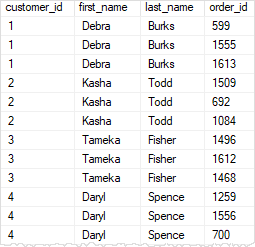 customer_id first_name last_name order_id
1 Debra Burks 599
1 Debra Burks 1555
1 Debra Burks 1613
2 Kasha Todd 1509
2 Kasha Todd 692
2 Kasha Todd 1084
3 Tameka Fisher 1496
3 Tameka Fisher 1612
3 Tameka Fisher 1468
4 Daryl Spence 1259
4 Daryl Spence 1556
4 Daryl Spence 700